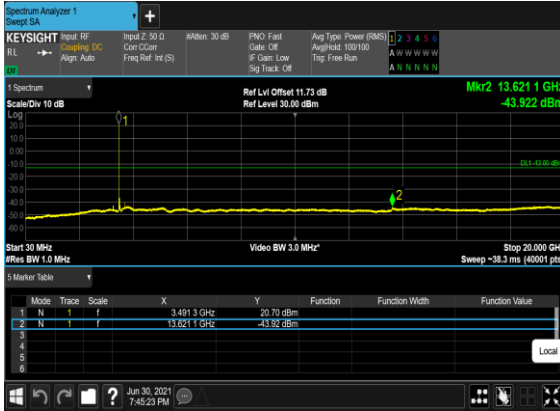 Spectrum Analyzer 1
Swept SA
+
KEYSIGHT Input: RF Input Z: 50 Ω #Atten: 30 dB PNO: Fast Avg Type: Power (RMS) 1 2 3 4 5 6
RL Coupling: DC Corr CCorr Gate: Off Avg|Hold: 100/100 A W W W W W
Align: Auto Freq Ref: Int (S) IF Gain: Low Trig: Free Run
Sig Track: Off A N N N N N
1 Spectrum Ref Lvl Offset 11.73 dB Mkr2 13.621 1 GHz
Scale/Div 10 dB Ref Level 30.00 dBm -43.922 dBm
Log
20.0
10.0
0.00
-10.0
DL1 -13.00 dBm
-20.0
-30.0
-40.0
-50.0
-60.0
1
2
Start 30 MHz Video BW 3.0 MHz* Stop 20.000 GHz
#Res BW 1.0 MHz Sweep ~38.3 ms (40001 pts)
5 Marker Table
Mode Trace Scale X Y Function Function Width Function Value
1 N 1 f 3.491 3 GHz 20.70 dBm
2 N 1 f 13.621 1 GHz -43.92 dBm
3
4
5
6
Local
? Jun 30, 2021
7:45:23 PM